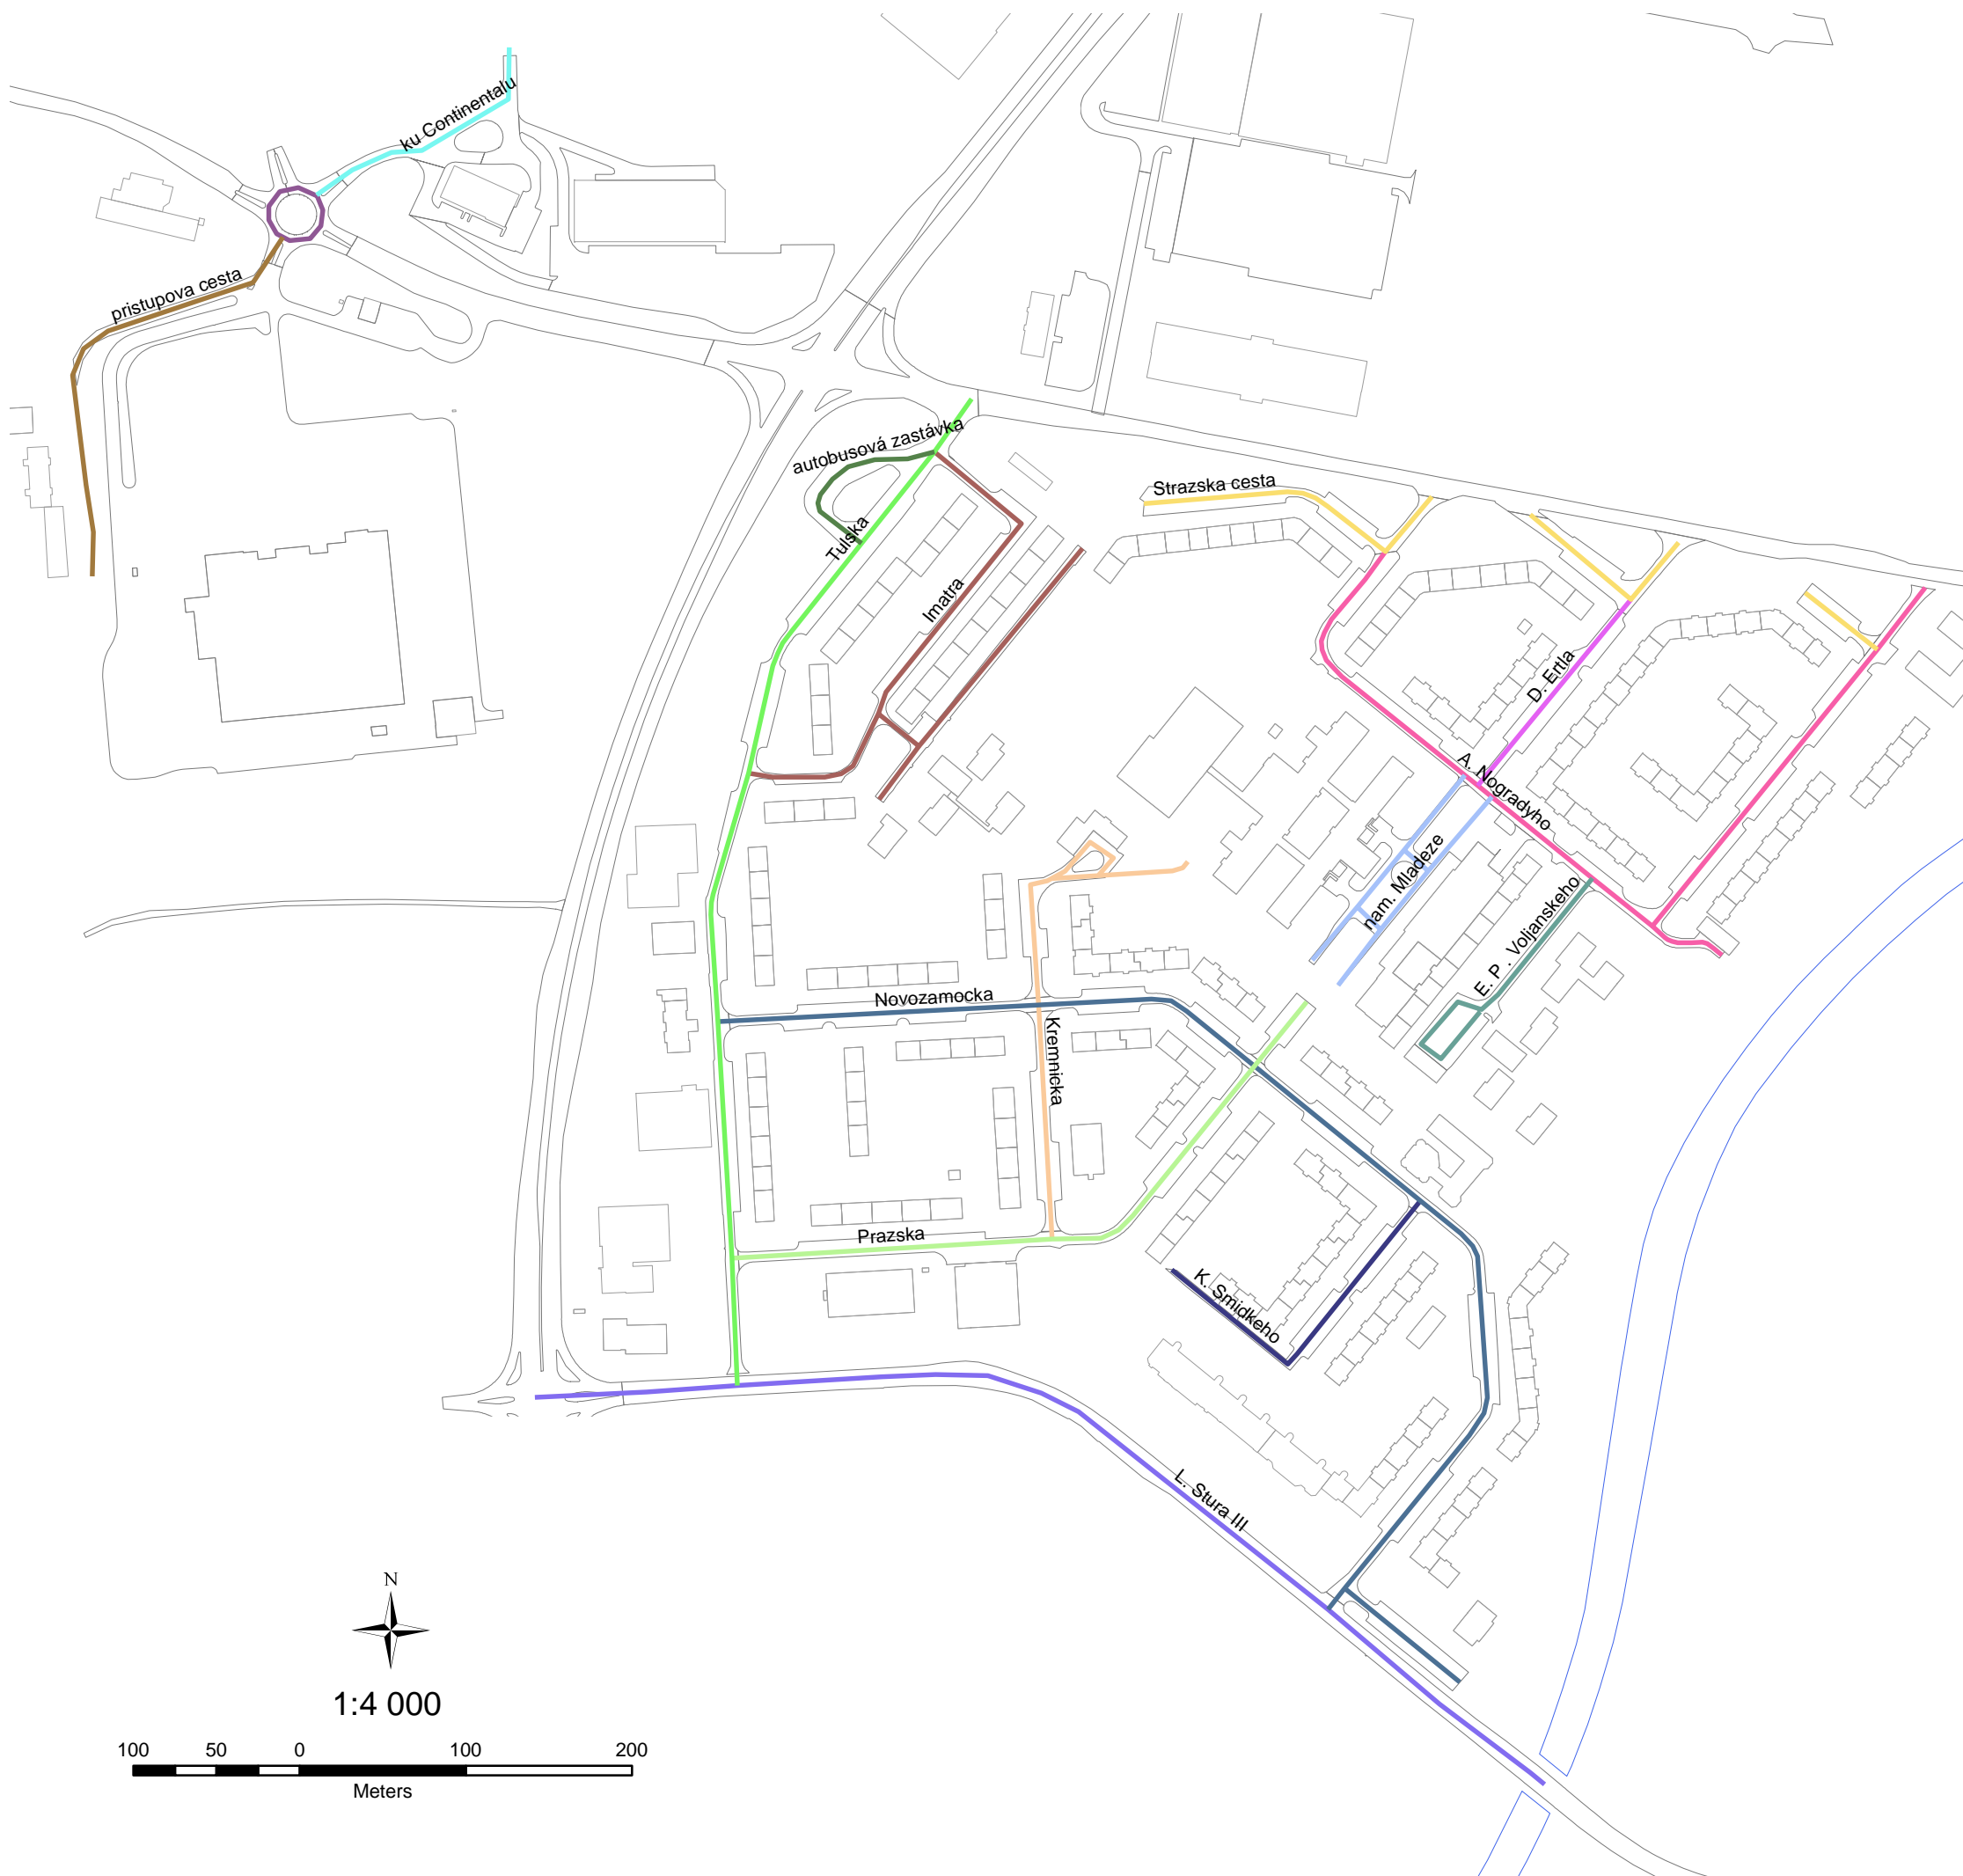 ku Continentalu
pristupova cesta
autobusová zastávka
Strazska cesta
Tulska
Imatra
D. Ertla
A. Nogradyho
nam. Mladeze
E. P . Voljanskeho
Novozamocka
Kremnicka
Prazska
K. Smidkeho
L. Stura III
N
1:4 000
100 50 0 100 200
Meters